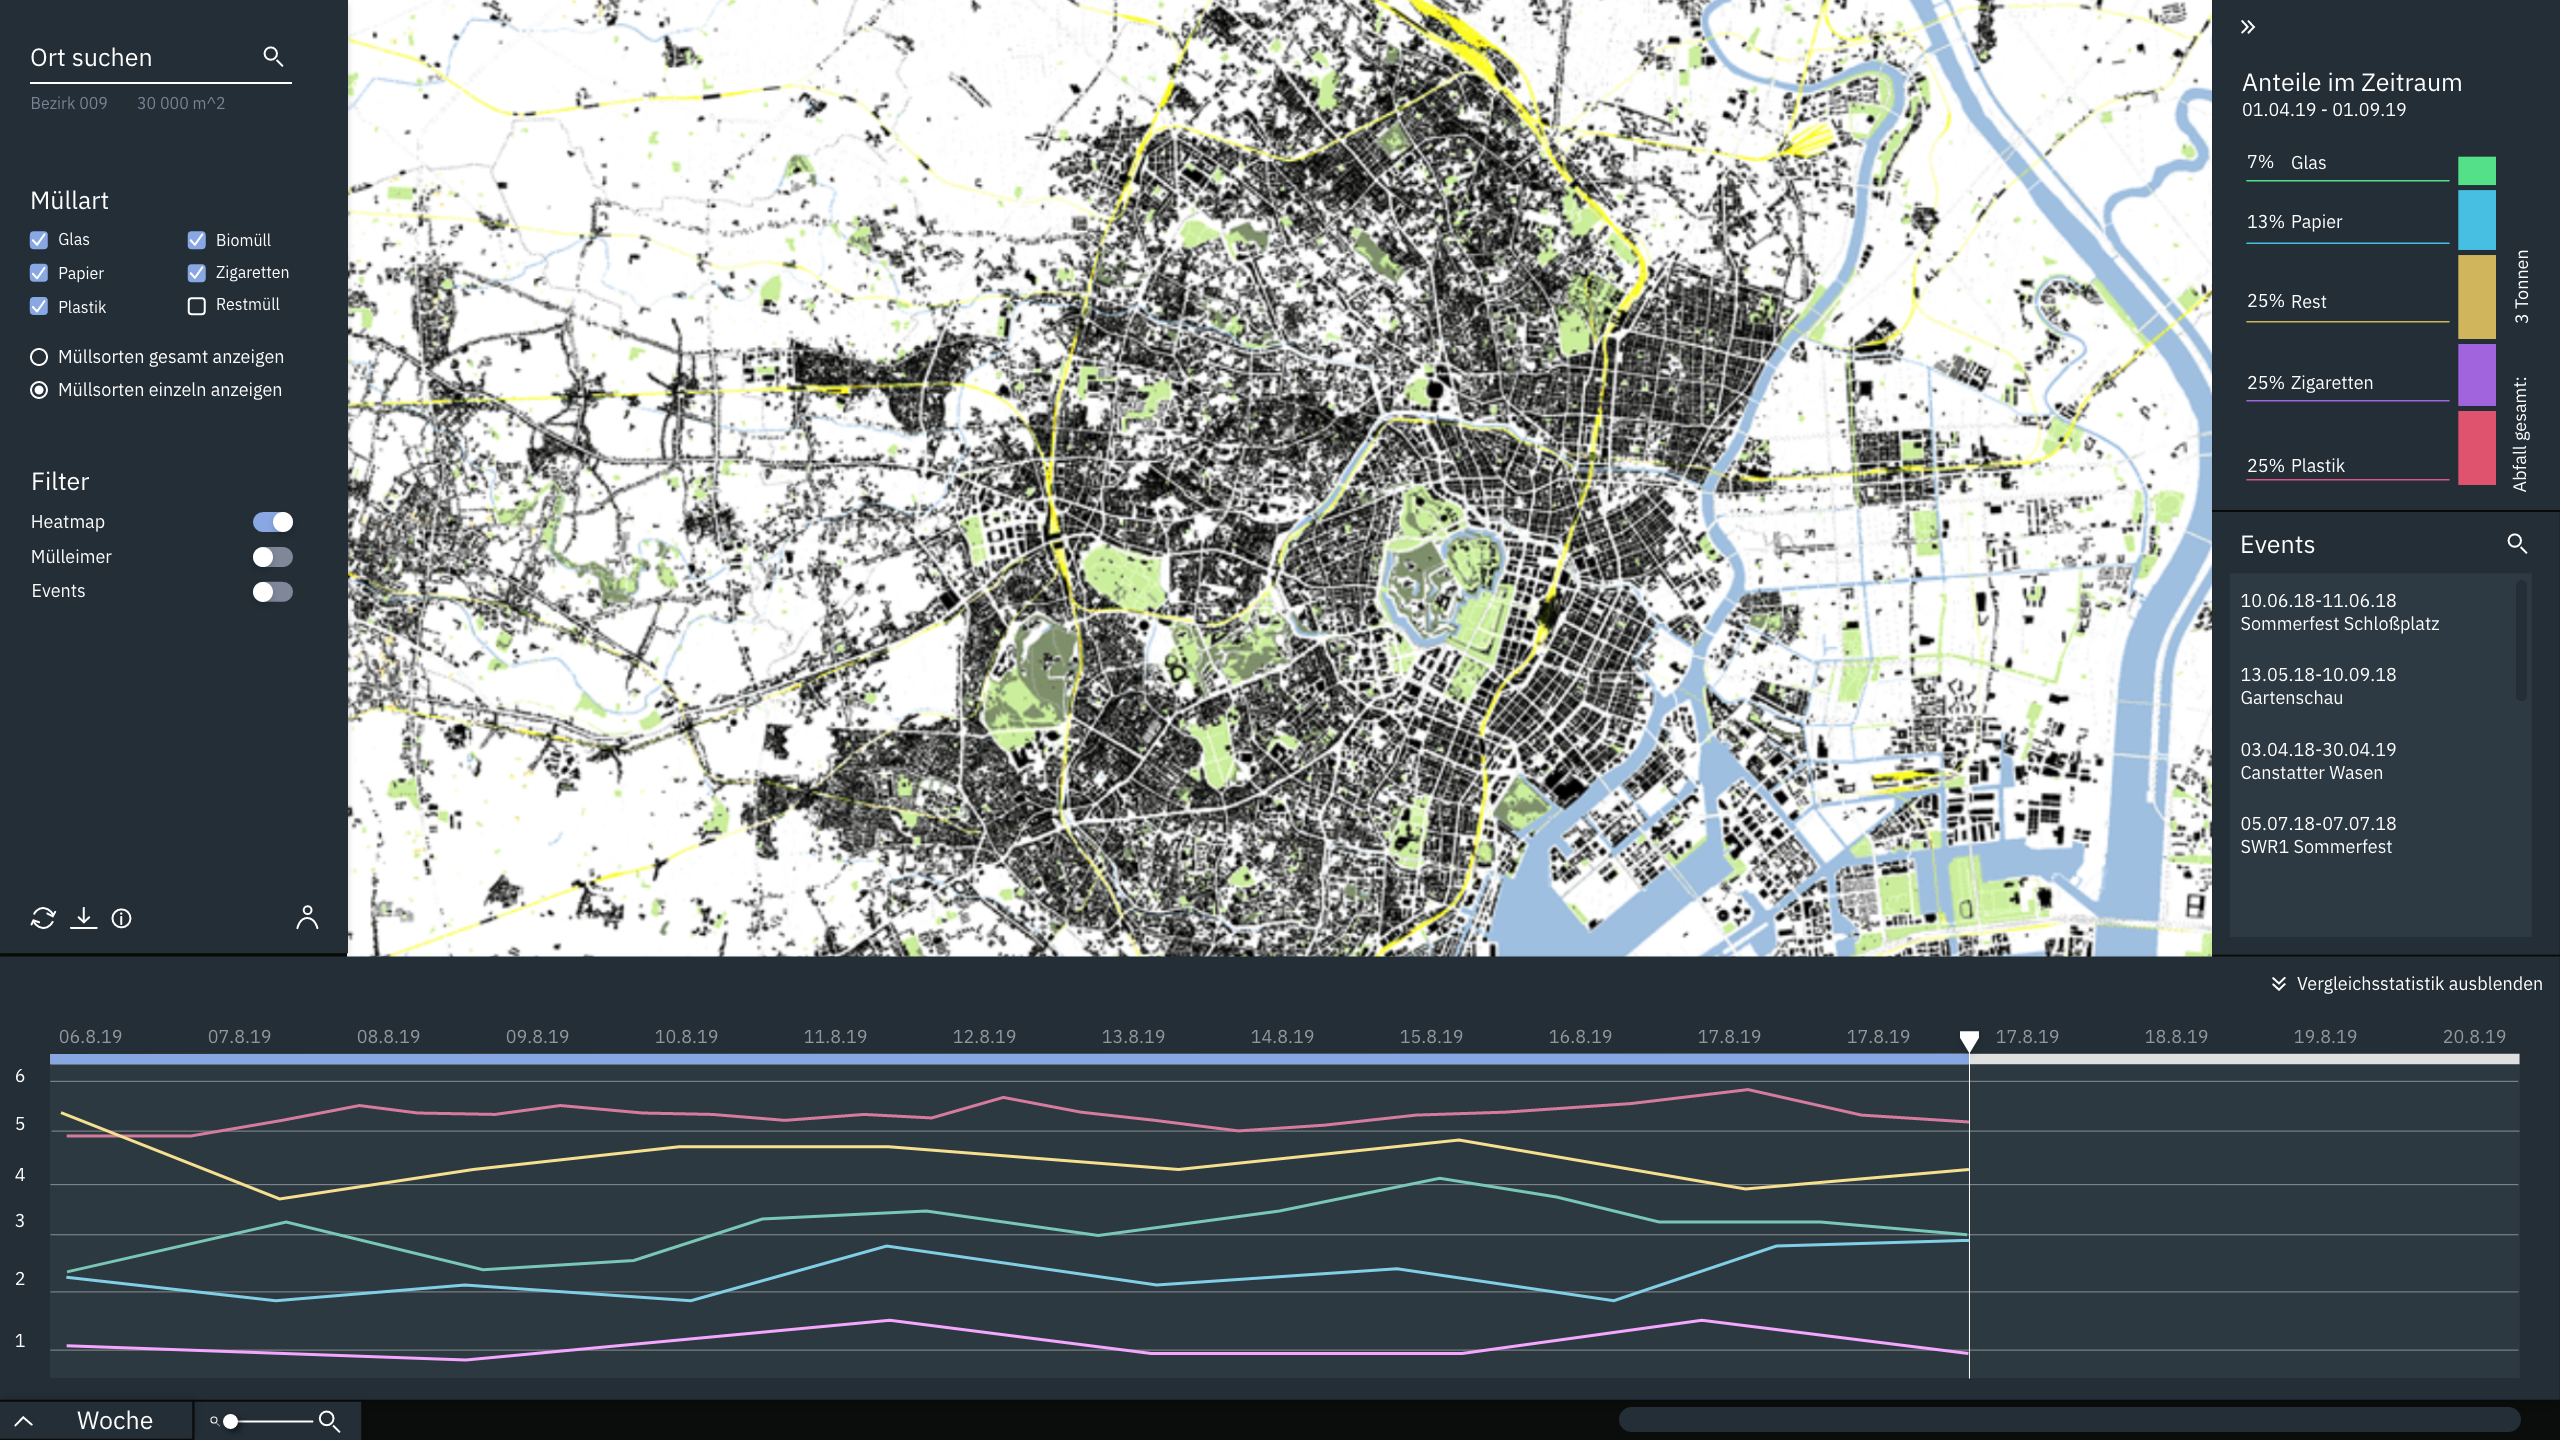 Ort suchen
Bezirk 009 30 000 m^2
Müllart
Glas
Biomüll
Papier
Zigaretten
Plastik
Restmüll
Müllsorten gesamt anzeigen
Müllsorten einzeln anzeigen
Filter
Heatmap
Mülleimer
Events
Anteile im Zeitraum
01.04.19 - 01.09.19
7% Glas
13% Papier
25% Rest
25% Zigaretten
25% Plastik
Abfall gesamt: 3 Tonnen
Events
10.06.18-11.06.18
Sommerfest Schloßplatz
13.05.18-10.09.18
Gartenschau
03.04.18-30.04.19
Canstatter Wasen
05.07.18-07.07.18
SWR1 Sommerfest
Vergleichsstatistik ausblenden
06.8.19 07.8.19 08.8.19 09.8.19 10.8.19 11.8.19 12.8.19 13.8.19 14.8.19 15.8.19 16.8.19 17.8.19 17.8.19 17.8.19 18.8.19 19.8.19 20.8.19
6
5
4
3
2
1
Woche